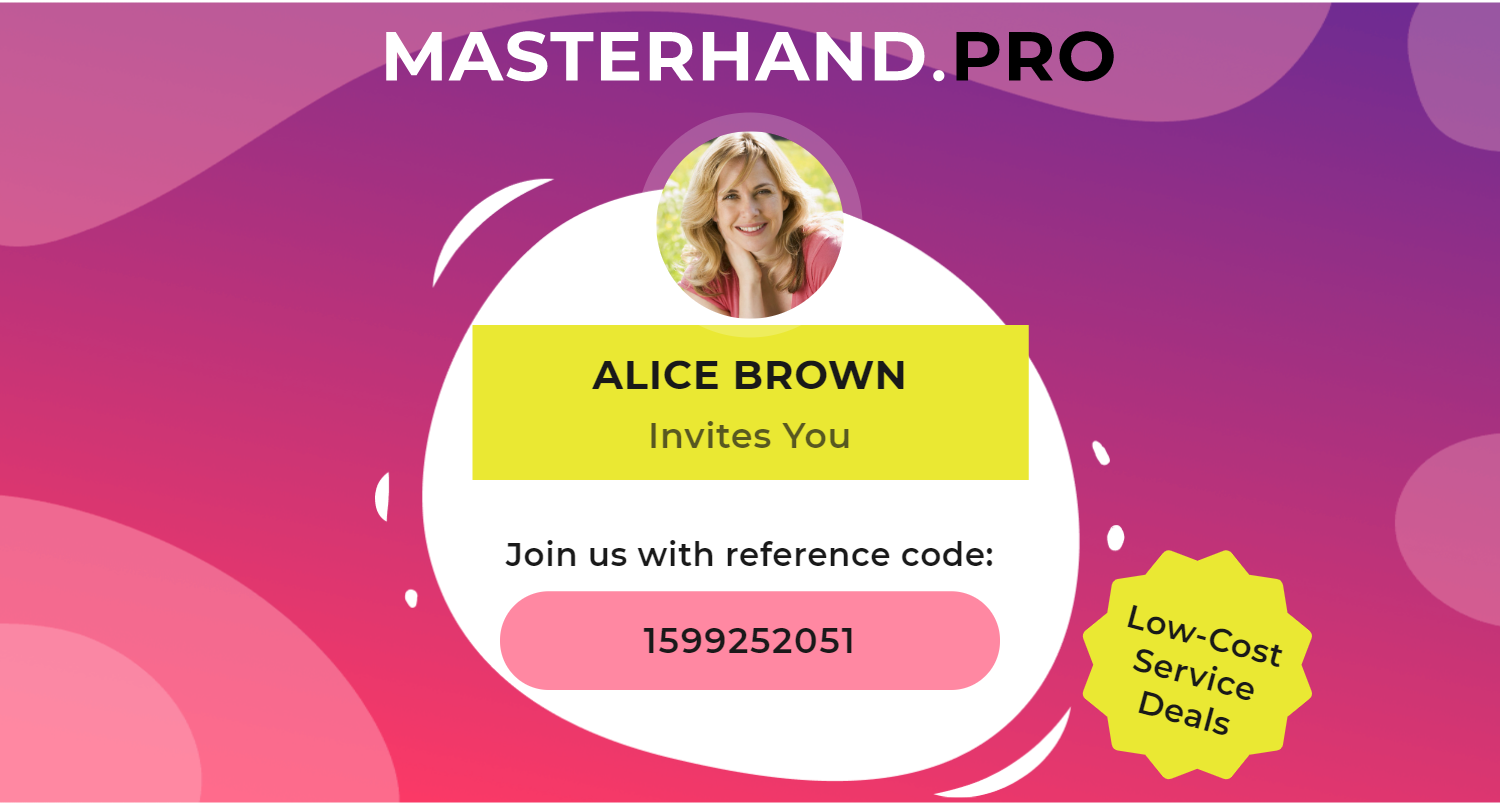 MASTERHAND.PRO
ALICE BROWN
Invites You
Join us with reference code:
1599252051
Low-Cost
Service
Deals